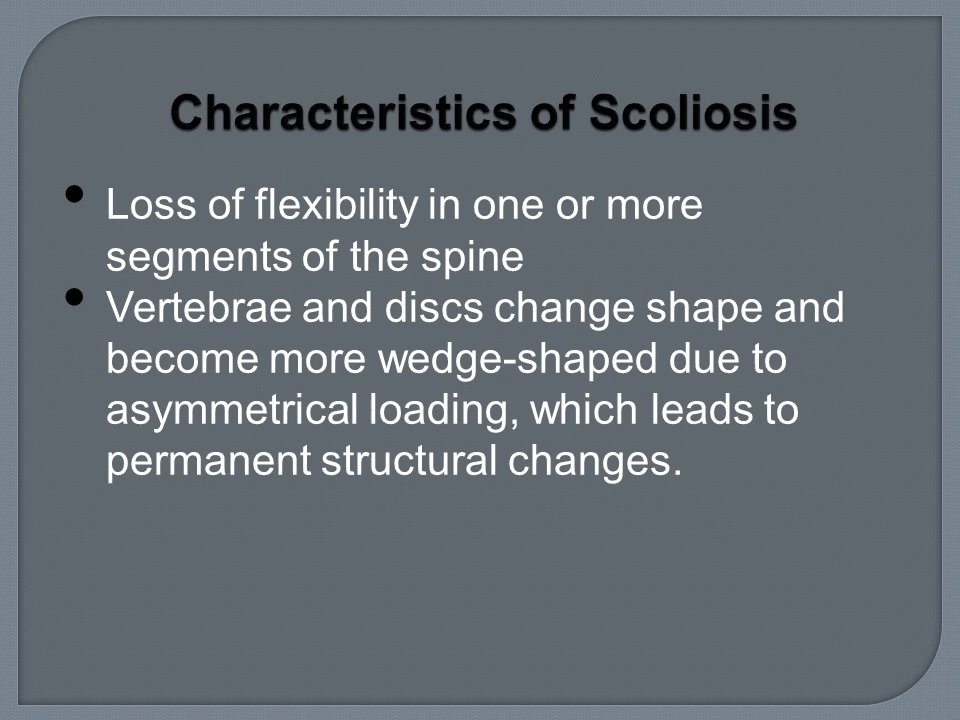 Characteristics of Scoliosis
• Loss of flexibility in one or more
segments of the spine
• Vertebrae and discs change shape and
become more wedge-shaped due to
asymmetrical loading, which leads to
permanent structural changes.